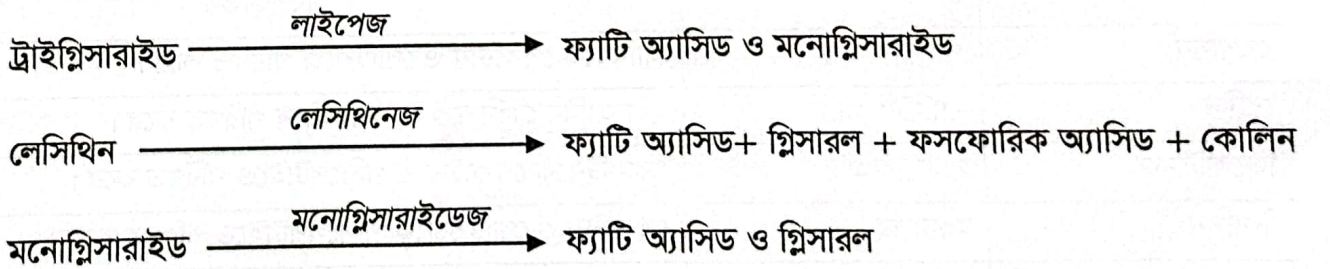 ট্রাইগ্লিসারাইড লাইপেজ ফ্যাটি অ্যাসিড ও মনোগ্লিসারাইড
লেসিথিন লেসিথিনেজ ফ্যাটি অ্যাসিড+ গ্লিসারল + ফসফোরিক অ্যাসিড + কোলিন
মনোগ্লিসারাইড মনোগ্লিসারাইডেজ ফ্যাটি অ্যাসিড ও গ্লিসারল